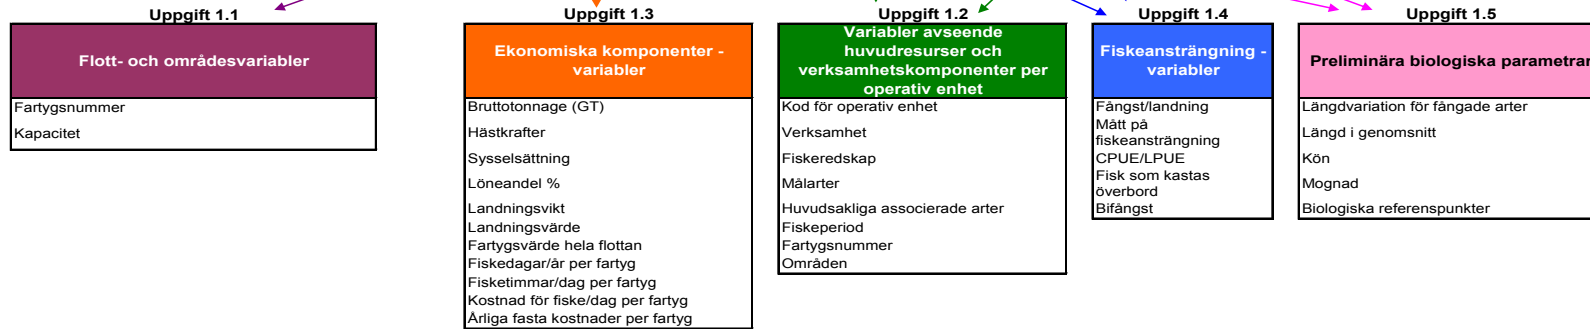 Uppgift 1.1
Flott- och områdesvariabler
Fartygsnummer
Kapacitet
Uppgift 1.3
Ekonomiska komponenter -
variabler
Bruttotonnage (GT)
Hästkrafter
Sysselsättning
Löneandel %
Landningsvikt
Landningsvärde
Fartygsvärde hela flottan
Fiskedagar/år per fartyg
Fisketimmar/dag per fartyg
Kostnad för fiske/dag per fartyg
Årliga fasta kostnader per fartyg
Uppgift 1.2
Variabler avseende
huvudresurser och
verksamhetskomponenter per
operativ enhet
Kod för operativ enhet
Verksamhet
Fiskeredskap
Målarter
Huvudsakliga associerade arter
Fiskeperiod
Fartygsnummer
Områden
Uppgift 1.4
Fiskeansträngning -
variabler
Fångst/landning
Mått på
fiskeansträngning
CPUE/LPUE
Fisk som kastas
överbord
Bifångst
Uppgift 1.5
Preliminära biologiska parametrar
Längdvariation för fångade arter
Längd i genomsnitt
Kön
Mognad
Biologiska referenspunkter